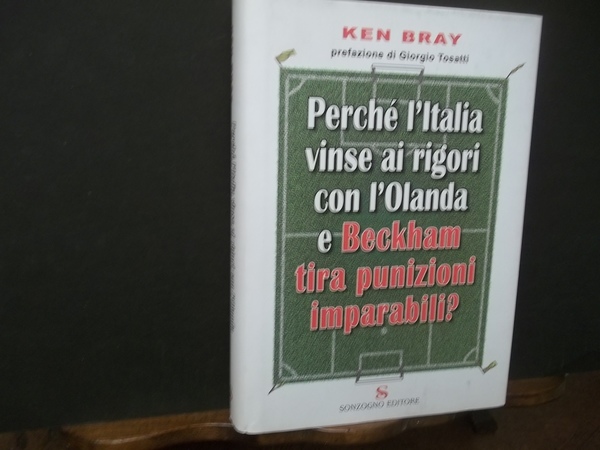 KEN BRAY
prefazione di Giorgio Tosatti
Perché l'Italia
vinse ai rigori
con l'Olanda
e Beckham
tira punizioni
imparabili?
S
SONZOGNO EDITORE